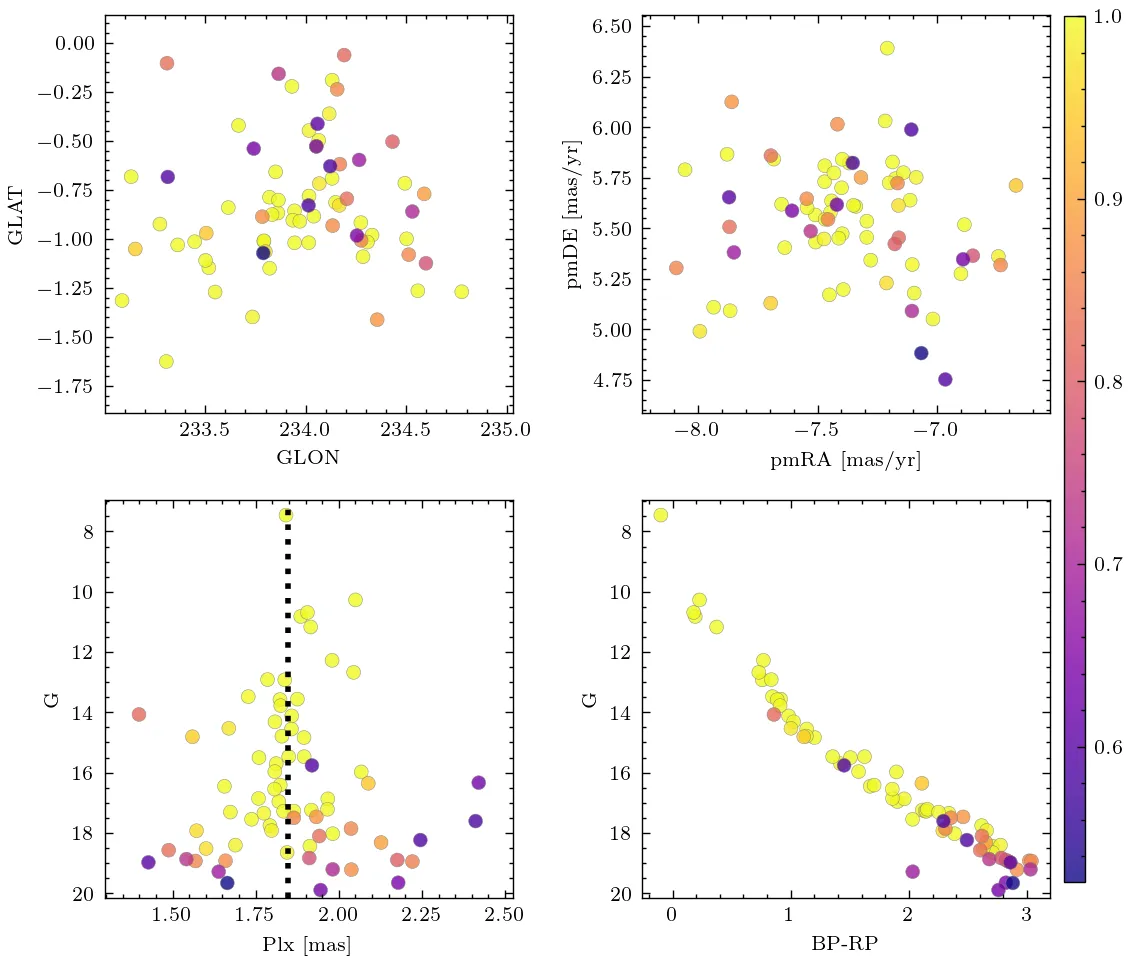 0.00
−0.25
−0.50
−0.75
−1.00
−1.25
−1.50
−1.75
GLAT
233.5 234.0 234.5 235.0
GLON
6.50
6.25
6.00
5.75
5.50
5.25
5.00
4.75
pmDE [mas/yr]
−8.0 −7.5 −7.0
pmRA [mas/yr]
1.0
0.9
0.8
0.7
0.6
8
10
12
14
16
18
20
G
1.50 1.75 2.00 2.25 2.50
Plx [mas]
8
10
12
14
16
18
20
G
0 1 2 3
BP-RP